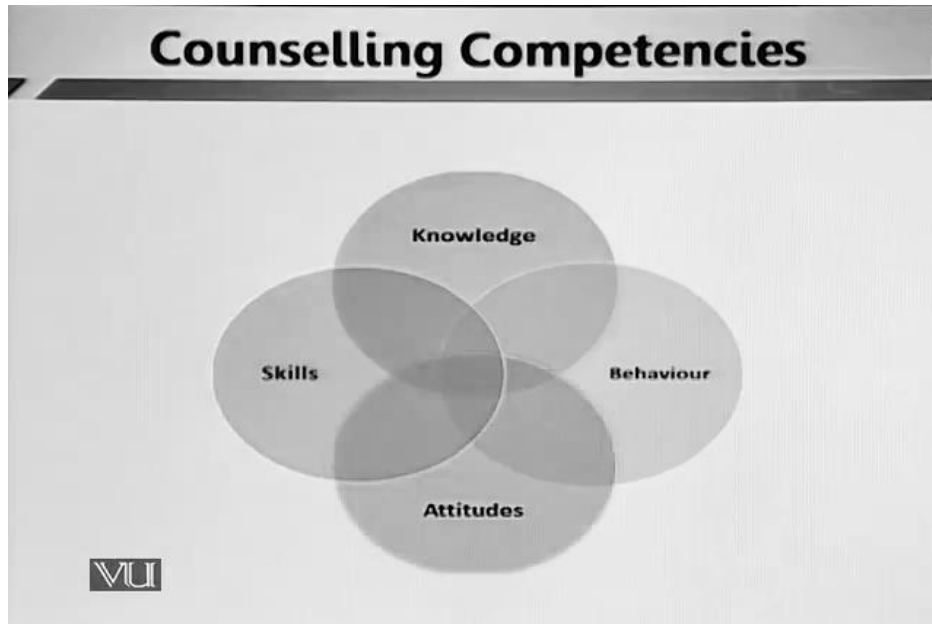 Counselling Competencies
Knowledge
Skills
Behaviour
Attitudes
VU